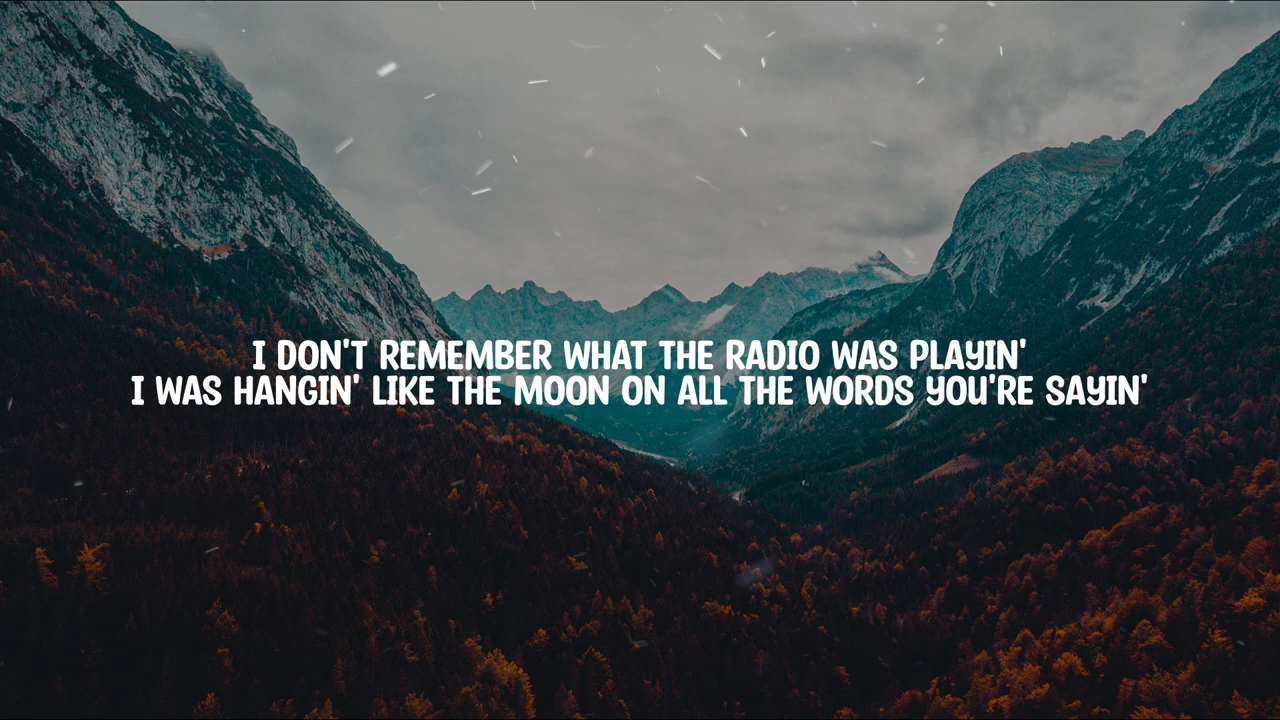 I DON'T REMEMBER WHAT THE RADIO WAS PLAYIN'
I WAS HANGIN' LIKE THE MOON ON ALL THE WORDS YOU'RE SAYIN'